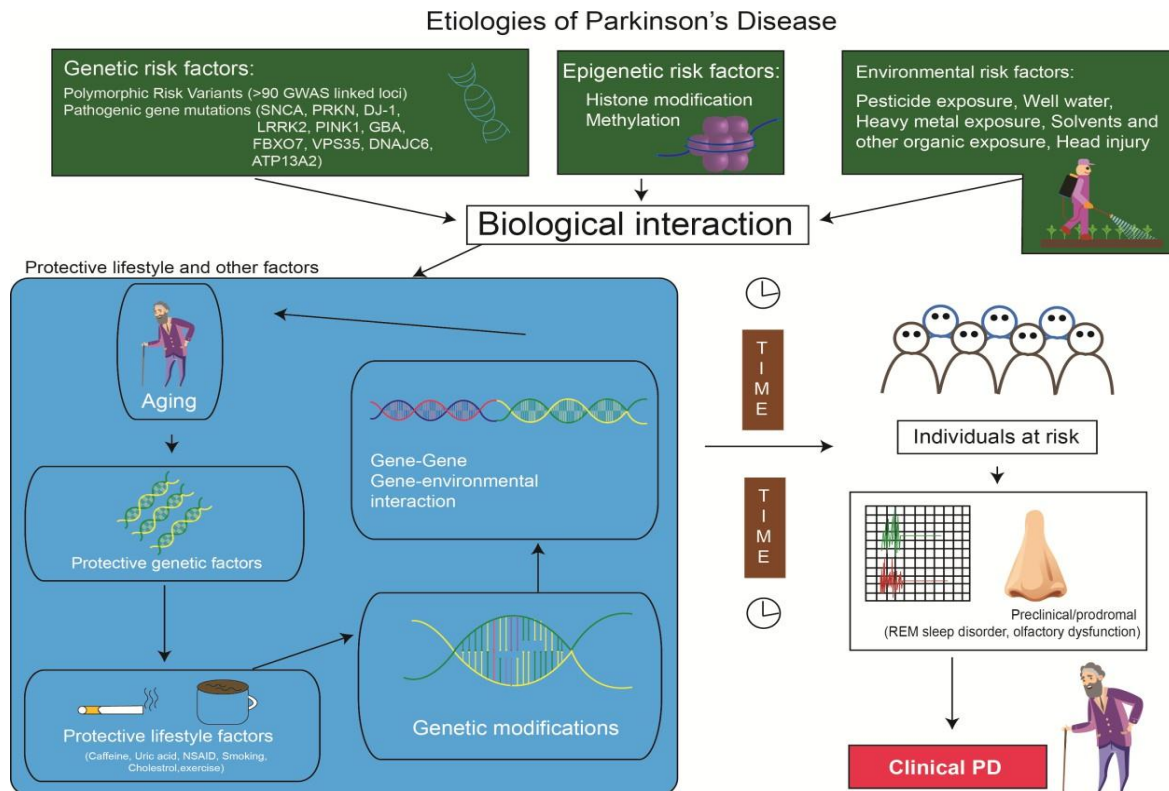 Etiologies of Parkinson's Disease
Genetic risk factors:
Polymorphic Risk Variants (>90 GWAS linked loci)
Pathogenic gene mutations (SNCA, PRKN, DJ-1,
LRRK2, PINK1, GBA,
FBXO7, VPS35, DNAJC6,
ATP13A2)
Epigenetic risk factors:
Histone modification
Methylation
Environmental risk factors:
Pesticide exposure, Well water,
Heavy metal exposure, Solvents and
other organic exposure, Head injury
Biological interaction
Protective lifestyle and other factors
Aging
Protective genetic factors
Protective lifestyle factors
(Caffeine, Uric acid, NSAID, Smoking,
Cholestrol,exercise)
Genetic modifications
Gene-Gene
Gene-environmental
interaction
TIME
TIME
Individuals at risk
Preclinical/prodromal
(REM sleep disorder, olfactory dysfunction)
Clinical PD